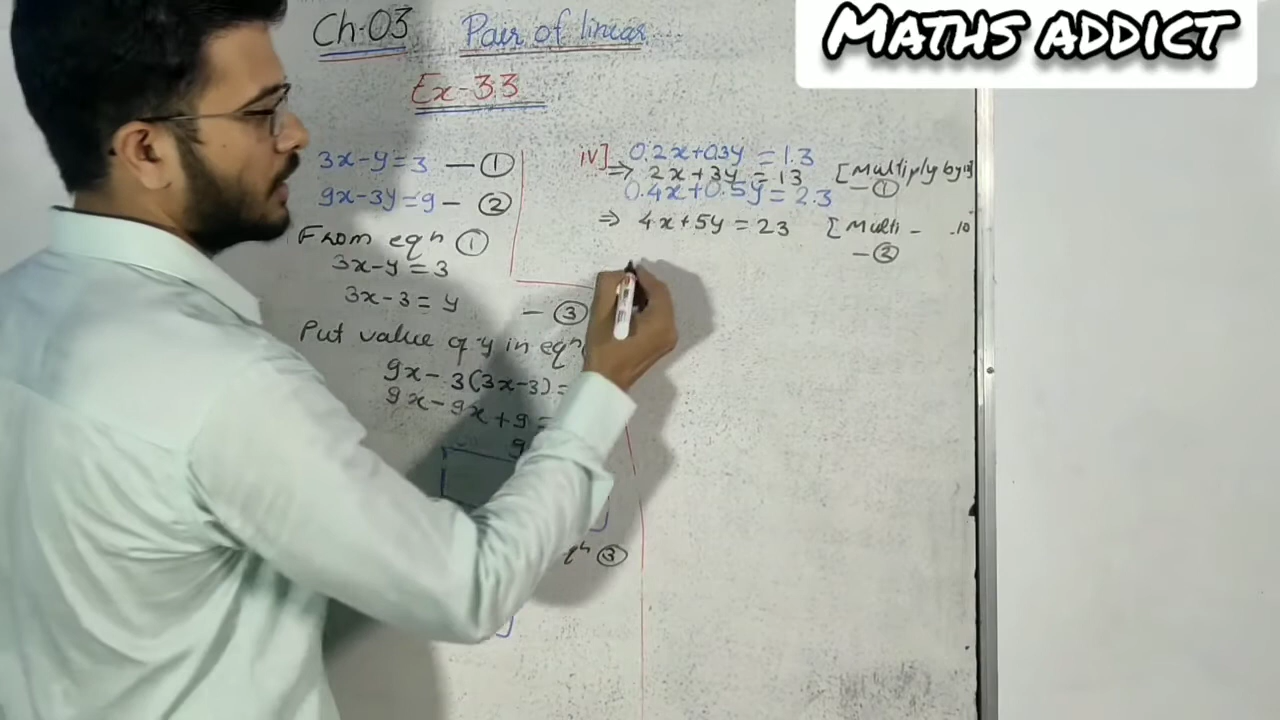 MATHS ADDICT
Ch-03 Pair of linear
Ex-3.3
3x-y=3 — ①
9x-3y=9 - ②
From eqⁿ ①
3x-y=3
3x-3=y
- ③
Put value of y in eqⁿ
9x-3(3x-3)=
9x-9x+9=
9
③
iv] 0.2x+0.3y=1.3
⇒ 2x+3y=13 [Multiply by
- ①
0.4x+0.5y=2.3
⇒ 4x+5y=23 [Multi - 10
- ②